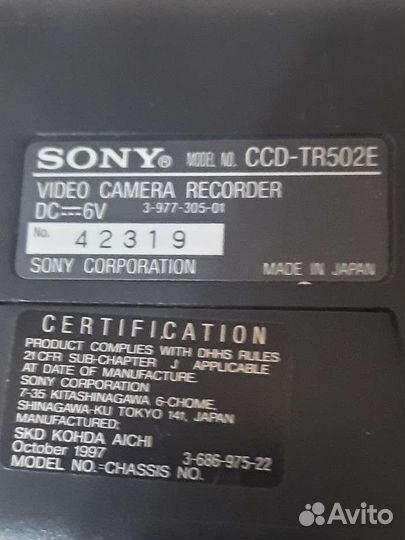 SONY® MODEL NO. CCD-TR502E
VIDEO CAMERA RECORDER
DC⎓6V 3-977-305-01
No. 42319
SONY CORPORATION MADE IN JAPAN
CERTIFICATION
PRODUCT COMPLIES WITH DHHS RULES
21 CFR SUB-CHAPTER J APPLICABLE
AT DATE OF MANUFACTURE.
SONY CORPORATION
7-35 KITASHINAGAWA 6-CHOME,
SHINAGAWA-KU TOKYO 141, JAPAN
MANUFACTURED:
SKD KOHDA AICHI
October 1997 3-686-975-22
MODEL NO.=CHASSIS NO.
Avito